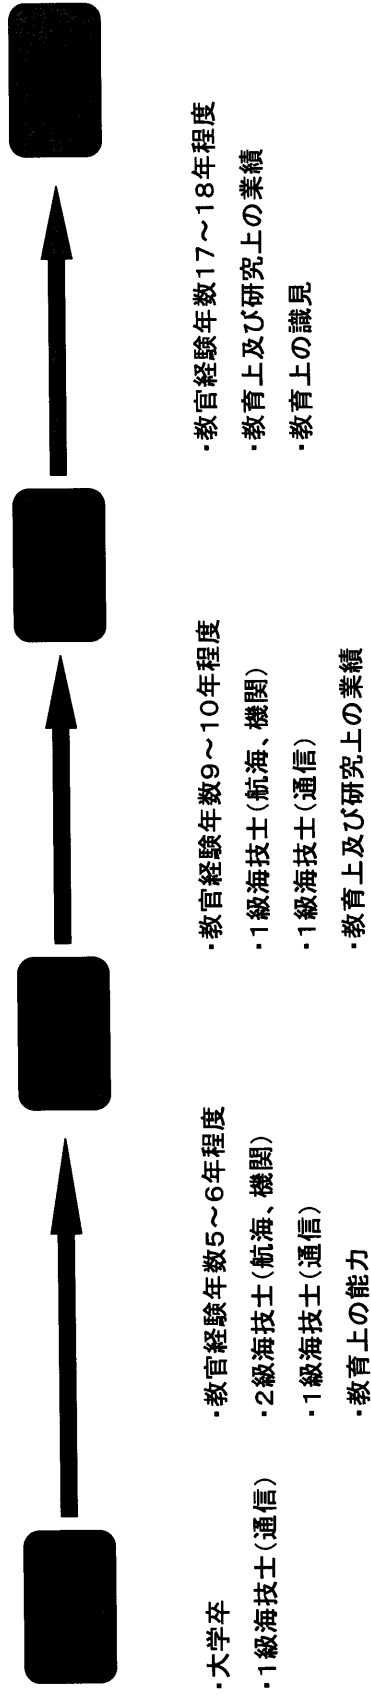 ・大学卒
・1級海技士(通信)
・教官経験年数5~6年程度
・2級海技士(航海、機関)
・1級海技士(通信)
・教育上の能力
・教官経験年数9~10年程度
・1級海技士(航海、機関)
・1級海技士(通信)
・教育上及び研究上の業績
・教官経験年数17~18年程度
・教育上及び研究上の業績
・教育上の識見